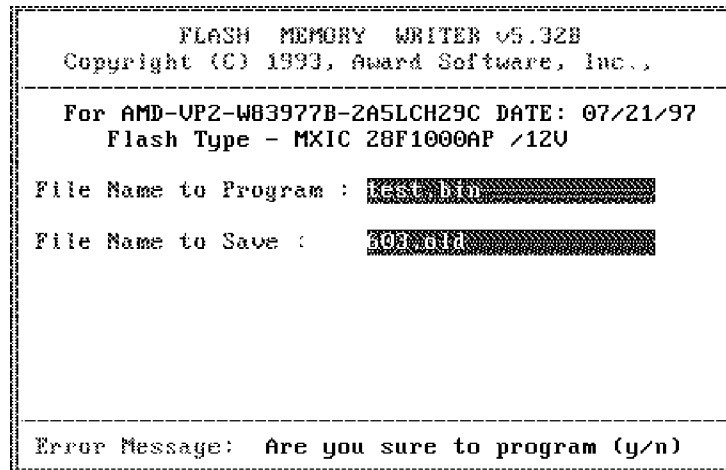 FLASH MEMORY WRITER v5.32B
Copyright (C) 1993, Award Software, Inc.,
For AMD-VP2-W83977B-2A5LCH29C DATE: 07/21/97
Flash Type - MXIC 28F1000AP /12V
File Name to Program : test.bin
File Name to Save : 603.old
Error Message: Are you sure to program (y/n)